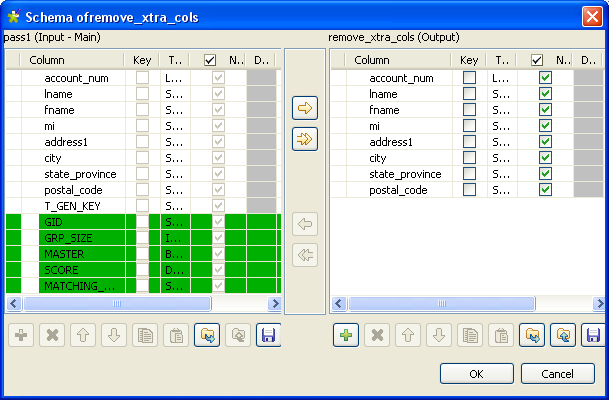 Schema ofremove_xtra_cols
pass1 (Input - Main)
Column Key T... N... D...
account_num L...
lname S...
fname S...
mi S...
address1 S...
city S...
state_province S...
postal_code S...
T_GEN_KEY S...
GID S...
GRP_SIZE I...
MASTER B...
SCORE D...
MATCHING_... S...
remove_xtra_cols (Output)
Column Key T... N.. D...
account_num L...
lname S...
fname S...
mi S...
address1 S...
city S...
state_province S...
postal_code S...
OK Cancel